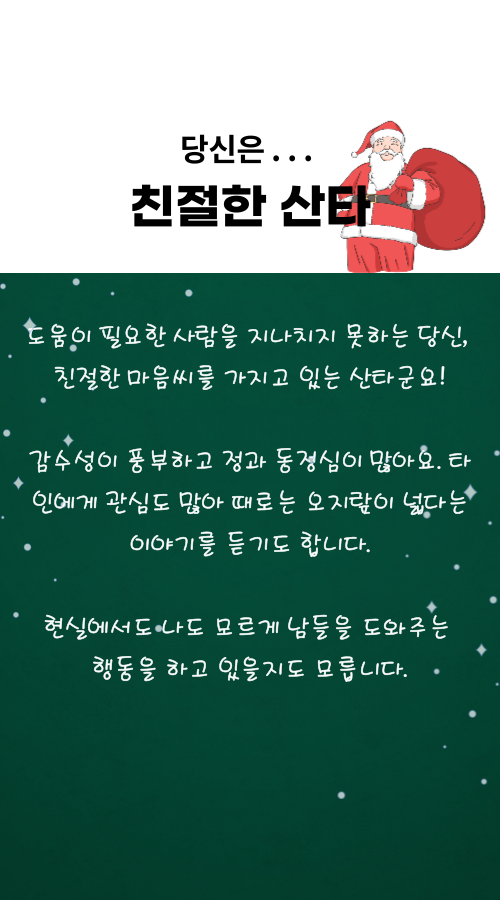 당신은 . . .
친절한 산타
도움이 필요한 사람을 지나치지 못하는 당신,
친절한 마음씨를 가지고 있는 산타군요!
감수성이 풍부하고 정과 동정심이 많아요. 타
인에게 관심도 많아 때로는 오지랖이 넓다는
이야기를 듣기도 합니다.
현실에서도 나도 모르게 남들을 도와주는
행동을 하고 있을지도 모릅니다.